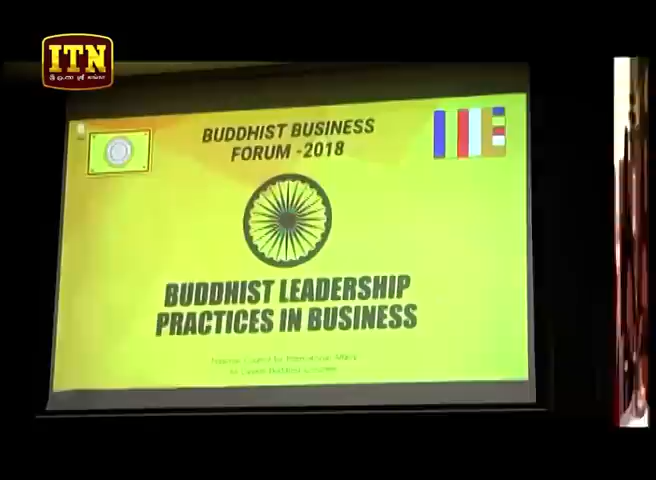 ITN
BUDDHIST BUSINESS
FORUM -2018
BUDDHIST LEADERSHIP
PRACTICES IN BUSINESS